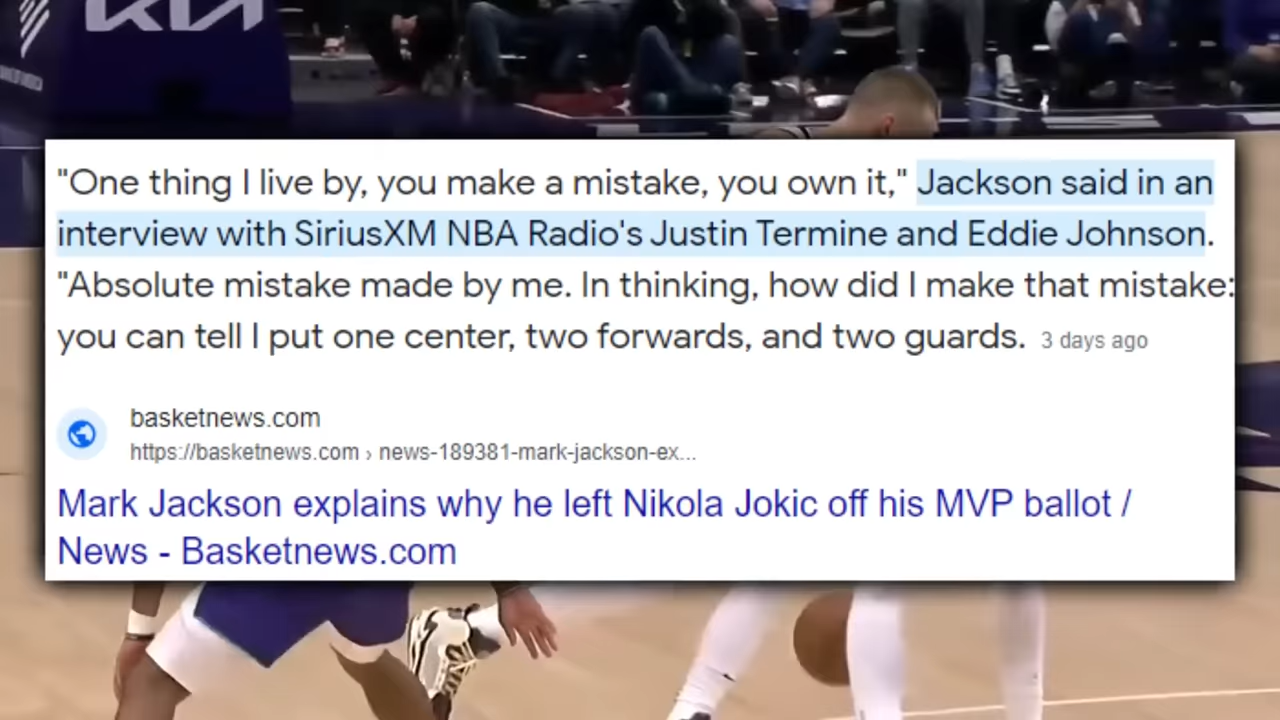 KIA
"One thing I live by, you make a mistake, you own it," Jackson said in an
interview with SiriusXM NBA Radio's Justin Termine and Eddie Johnson.
"Absolute mistake made by me. In thinking, how did I make that mistake:
you can tell I put one center, two forwards, and two guards. 3 days ago
basketnews.com
https://basketnews.com › news-189381-mark-jackson-ex...
Mark Jackson explains why he left Nikola Jokic off his MVP ballot /
News - Basketnews.com